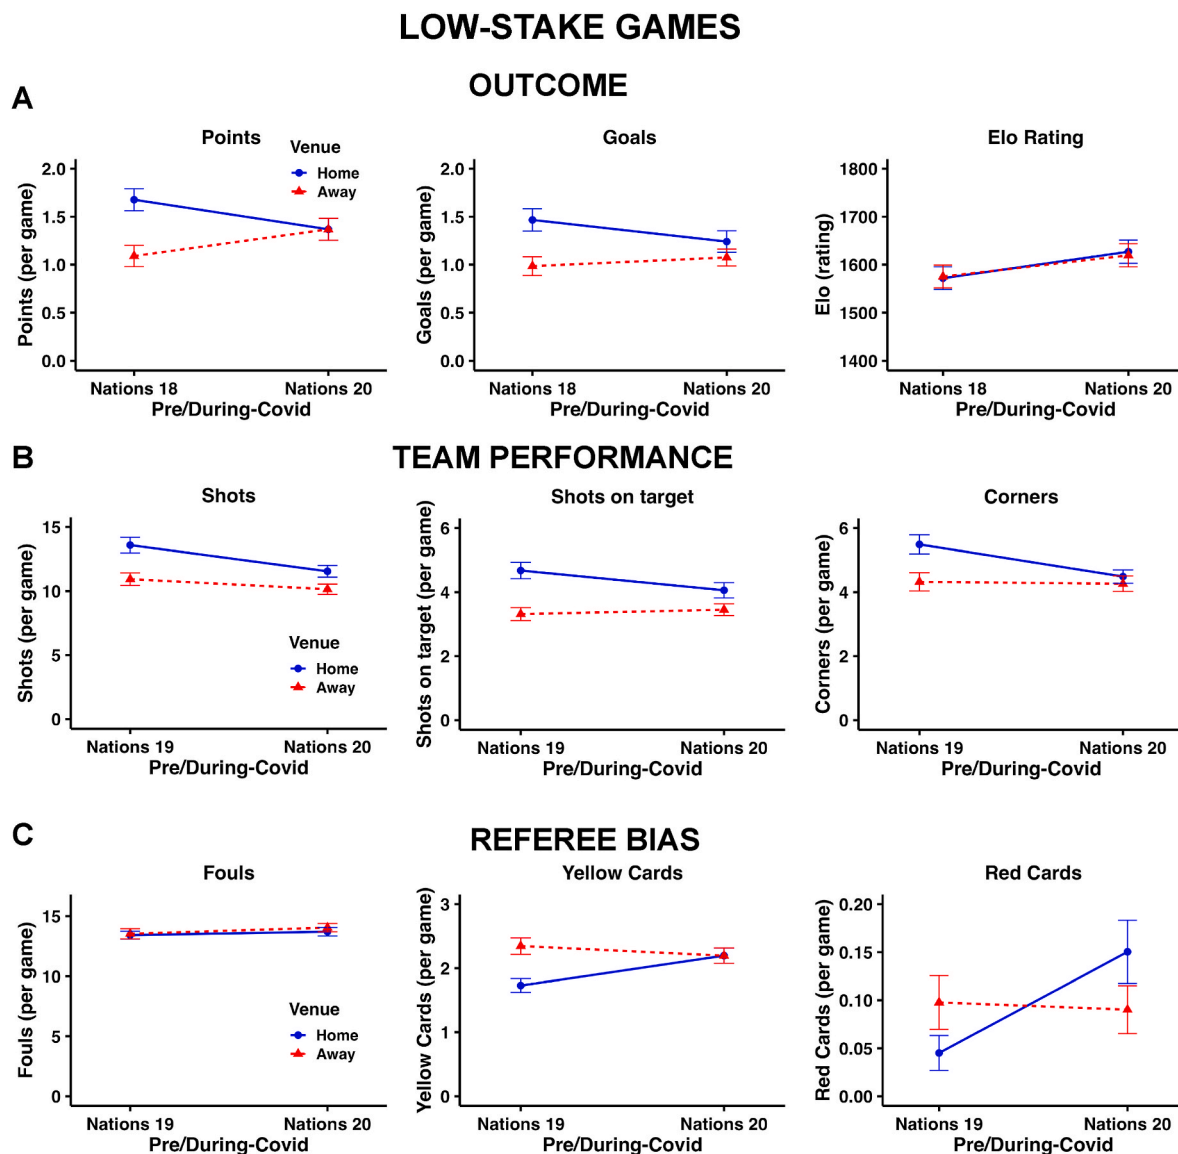 LOW-STAKE GAMES
OUTCOME
A
Points
Venue
Home
Away
Points (per game)
2.0
1.5
1.0
0.5
0.0
Nations 18 Nations 20
Pre/During-Covid
Goals
Goals (per game)
2.0
1.5
1.0
0.5
0.0
Nations 18 Nations 20
Pre/During-Covid
Elo Rating
Elo (rating)
1800
1700
1600
1500
1400
Nations 18 Nations 20
Pre/During-Covid
B
TEAM PERFORMANCE
Shots
Shots (per game)
15
10
5
0
Venue
Home
Away
Nations 19 Nations 20
Pre/During-Covid
Shots on target
Shots on target (per game)
6
4
2
0
Nations 19 Nations 20
Pre/During-Covid
Corners
Corners (per game)
6
4
2
0
Nations 19 Nations 20
Pre/During-Covid
C
REFEREE BIAS
Fouls
Fouls (per game)
15
10
5
0
Venue
Home
Away
Nations 19 Nations 20
Pre/During-Covid
Yellow Cards
Yellow Cards (per game)
3
2
1
0
Nations 19 Nations 20
Pre/During-Covid
Red Cards
Red Cards (per game)
0.20
0.15
0.10
0.05
0.00
Nations 19 Nations 20
Pre/During-Covid